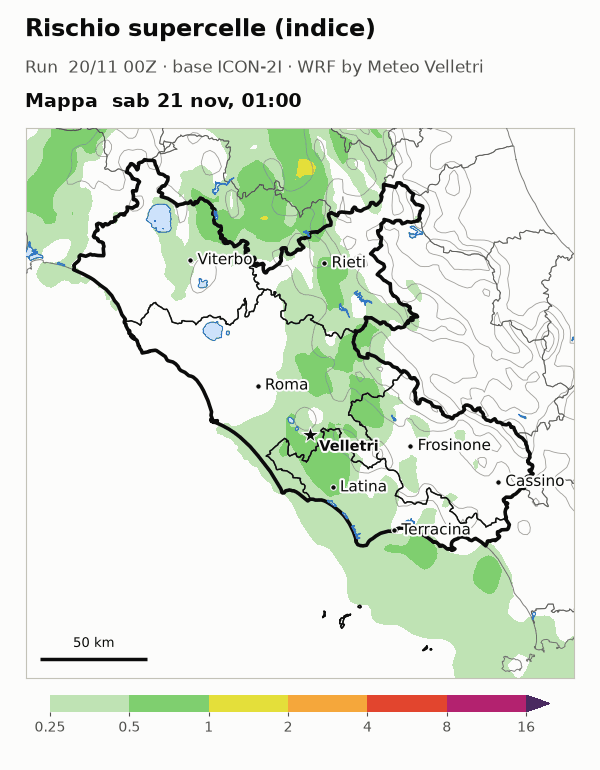 Rischio supercelle (indice)
Run  20/11 00Z · base ICON-2I · WRF by Meteo Velletri
Mappa  sab 21 nov, 01:00
Viterbo
Rieti
Roma
Velletri
Frosinone
Latina
Cassino
Terracina
50 km
0.25 0.5 1 2 4 8 16